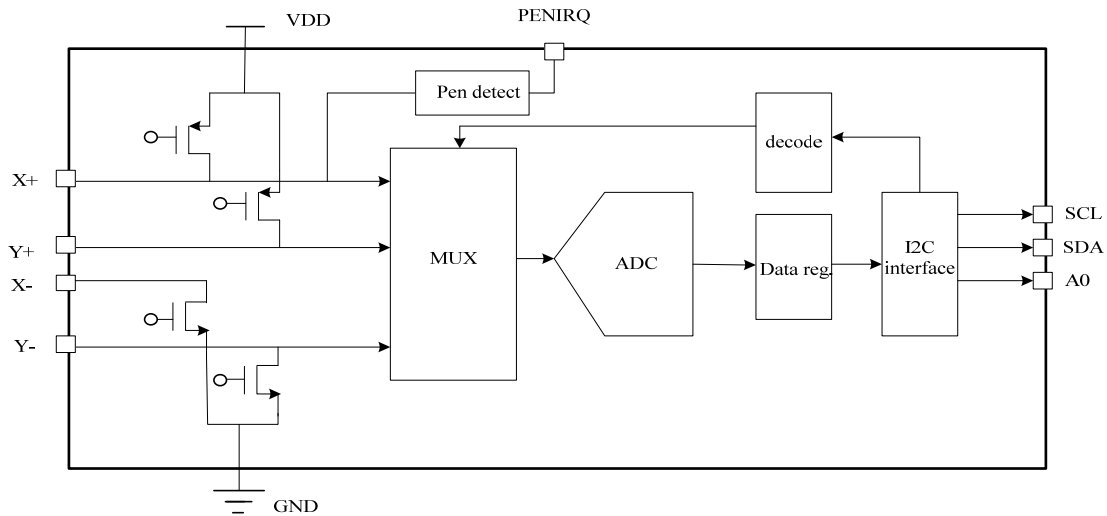 VDD
PENIRQ
Pen detect
decode
X+
SCL
Y+
MUX
ADC
Data reg.
I2C
interface
SDA
X-
A0
Y-
GND